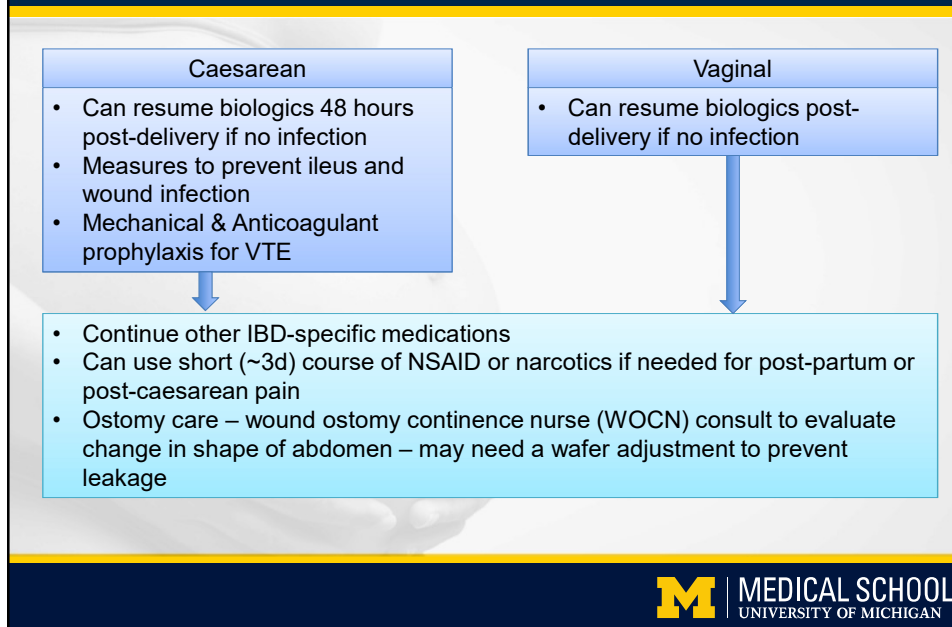 Caesarean
• Can resume biologics 48 hours
post-delivery if no infection
• Measures to prevent ileus and
wound infection
• Mechanical & Anticoagulant
prophylaxis for VTE
Vaginal
• Can resume biologics post-
delivery if no infection
• Continue other IBD-specific medications
• Can use short (~3d) course of NSAID or narcotics if needed for post-partum or
post-caesarean pain
• Ostomy care – wound ostomy continence nurse (WOCN) consult to evaluate
change in shape of abdomen – may need a wafer adjustment to prevent
leakage
M
MEDICAL SCHOOL
UNIVERSITY OF MICHIGAN